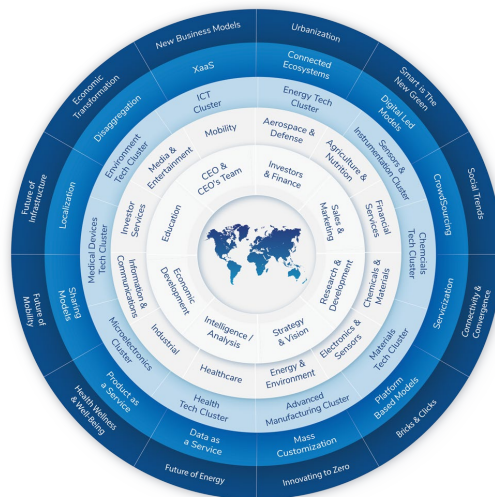 Urbanization
Smart is The
New Green
Social Trends
Connectivity &
Convergence
Bricks & Clicks
Innovating to Zero
Future of Energy
Health Wellness
& Well-Being
Future of
Mobility
Future of
Infrastructure
Economic
Transformation
New Business Models
Connected
Ecosystems
Digital Led
Models
CrowdSourcing
Servicization
Platform
Based Models
Mass
Customization
Data as
a Service
Product as
a Service
Sharing
Models
Localization
Disaggregation
XaaS
Energy Tech
Cluster
Sensors &
Instrumentation Cluster
Chemcials
Tech Cluster
Materials
Tech Cluster
Advanced
Manufacturing Cluster
Health
Tech Cluster
Microelectronics
Cluster
Medical Devices
Tech Cluster
Environment
Tech Cluster
ICT
Cluster
Aerospace &
Defense
Agriculture &
Nutrition
Financial
Services
Chemicals &
Materials
Electronics &
Sensors
Energy &
Environment
Healthcare
Industrial
Information &
Communications
Investor
Services
Media &
Entertainment
Mobility
Investors
& Finance
Sales &
Marketing
Research &
Development
Strategy
& Vision
Intelligence /
Analysis
Economic
Development
Education
CEO &
CEO's Team